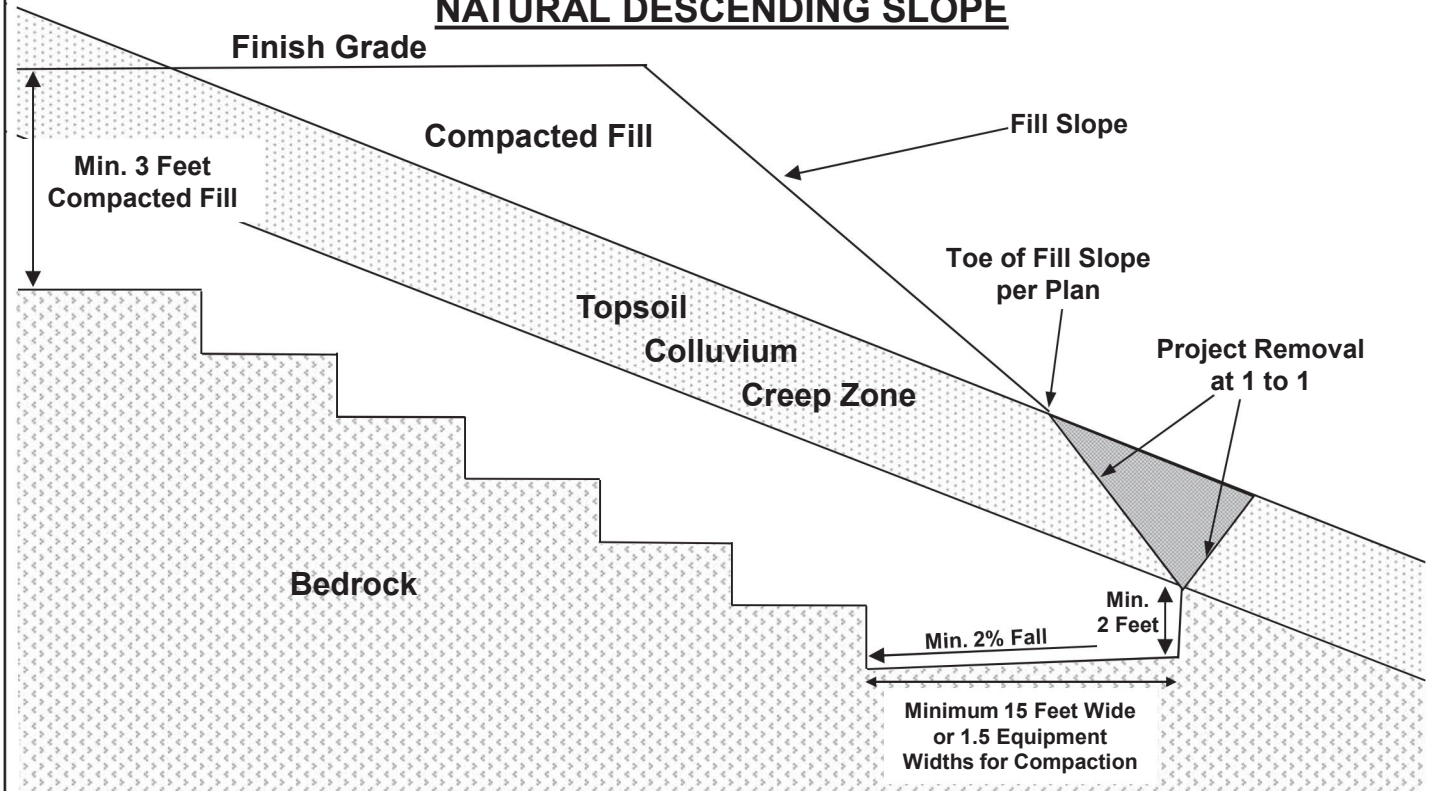 NATURAL DESCENDING SLOPE
Finish Grade
Compacted Fill
Fill Slope
Min. 3 Feet
Compacted Fill
Toe of Fill Slope
per Plan
Topsoil
Colluvium
Creep Zone
Project Removal
at 1 to 1
Bedrock
Min.
2 Feet
Min. 2% Fall
Minimum 15 Feet Wide
or 1.5 Equipment
Widths for Compaction